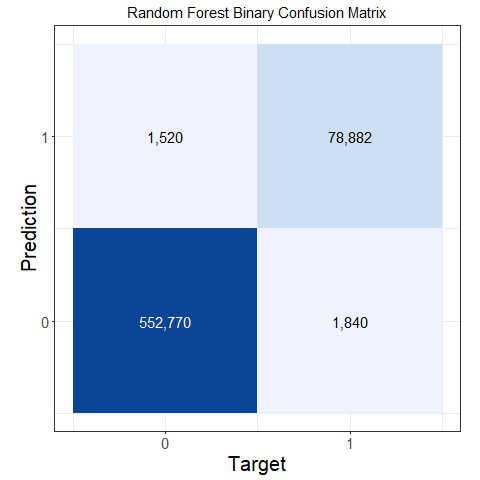 Random Forest Binary Confusion Matrix
Prediction
1
1,520
78,882
0
552,770
1,840
0
1
Target